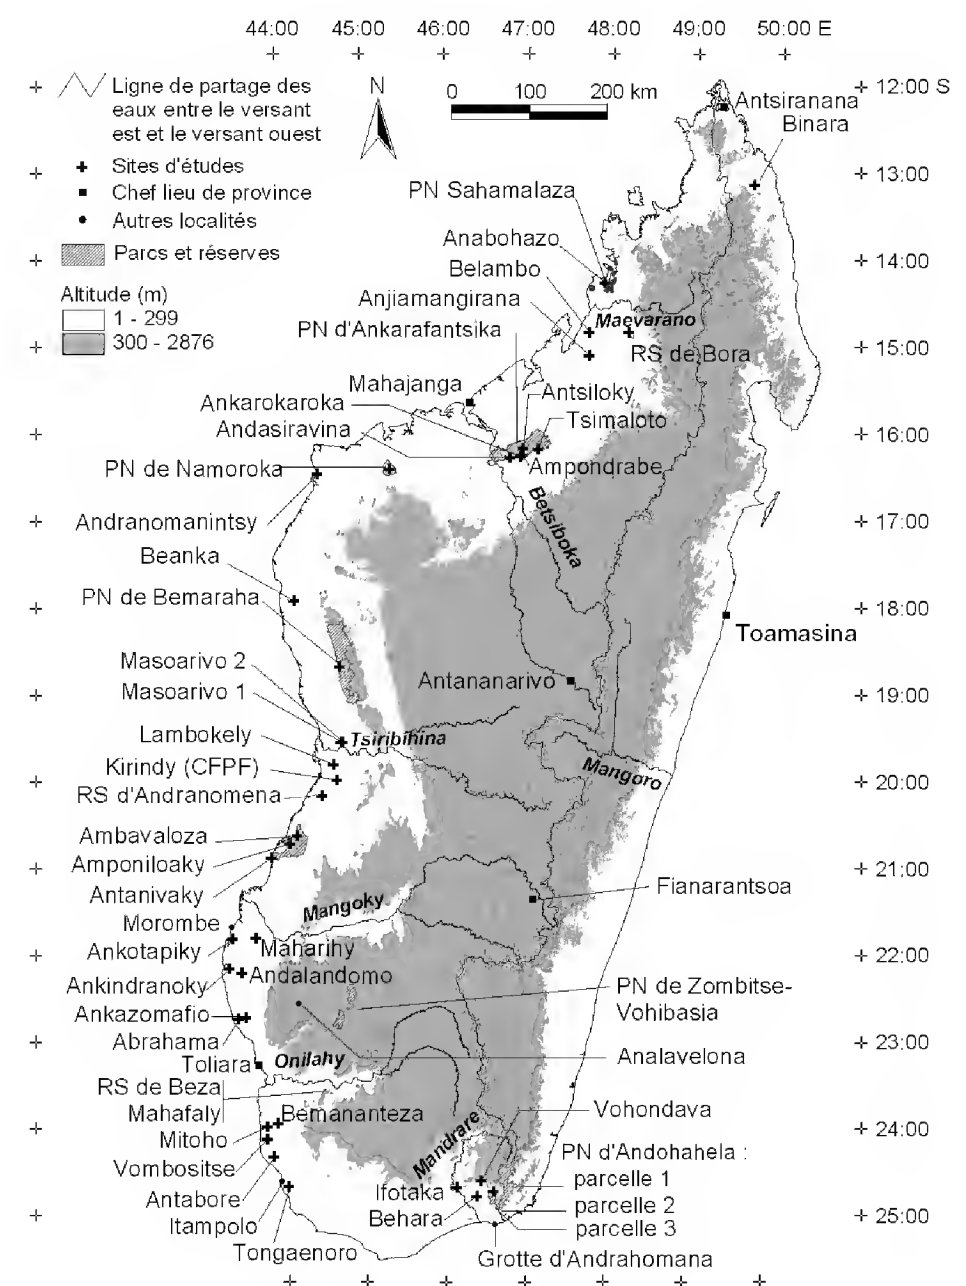 44:00 45:00 46:00 47:00 48:00 49:00 50:00 E
Ligne de partage des
eaux entre le versant
est et le versant ouest
Sites d'études
Chef lieu de province
Autres localités
Parcs et réserves
Altitude (m)
1 - 299
300 - 2876
N
0 100 200 km
12:00 S
13:00
14:00
15:00
16:00
17:00
18:00
19:00
20:00
21:00
22:00
23:00
24:00
25:00
Antsiranana
Binara
PN Sahamalaza
Anabohazo
Belambo
Anjiamangirana
PN d'Ankarafantsika
Maevarano
RS de Bora
Mahajanga
Ankarokaroka
Andasiravina
Antsiloky
Tsimaloto
PN de Namoroka
Ampondrabe
Andranomanintsy
Betsiboka
Beanka
PN de Bemaraha
Toamasina
Masoarivo 2
Masoarivo 1
Antananarivo
Lambokely
Tsiribihina
Kirindy (CFPF)
Mangoro
RS d'Andranomena
Ambavaloza
Amponiloaky
Antanivaky
Fianarantsoa
Mangoky
Morombe
Ankotapiky
Maharihy
Ankindranoky
Andalandomo
PN de Zombitse-
Vohibasia
Ankazomafio
Abrahama
Toliara
Onilahy
Analavelona
RS de Beza
Mahafaly
Bemananteza
Vohondava
Mitoho
Mandrare
PN d'Andohahela :
parcelle 1
parcelle 2
parcelle 3
Vombositse
Antabore
Ifotaka
Itampolo
Behara
Tongaenoro
Grotte d'Andrahomana